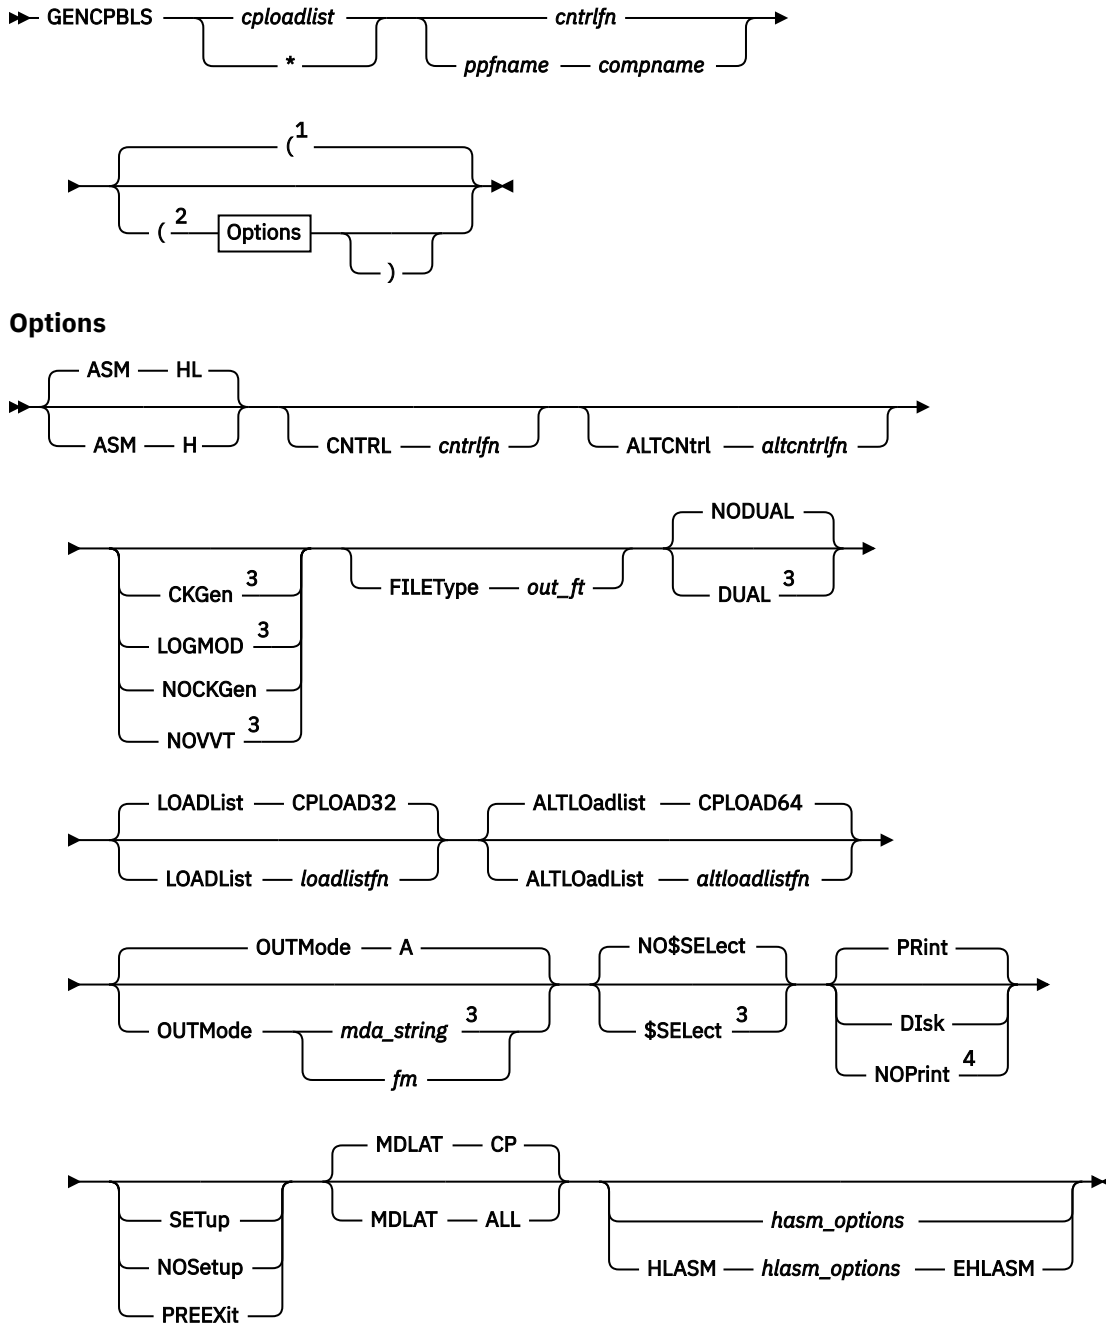 GENCPBLS cploadlist cntrlfn
* ppfname compname
( 1
( 2 Options
)
Options
ASM HL
ASM H CNTRL cntrlfn ALTCNtrl altcntrlfn
NODUAL
CKGen 3 FILEType out_ft DUAL 3
LOGMOD 3
NOCKGen
NOVVT 3
LOADList CPLOAD32 ALTLOadlist CPLOAD64
LOADList loadlistfn ALTLOadList altloadlistfn
OUTMode A NO$SELect PRint
OUTMode mda_string 3 $SELect 3 DIsk
fm NOPrint 4
MDLAT CP
SETup MDLAT ALL hasm_options
NOSetup HLASM hlasm_options EHLASM
PREEXit